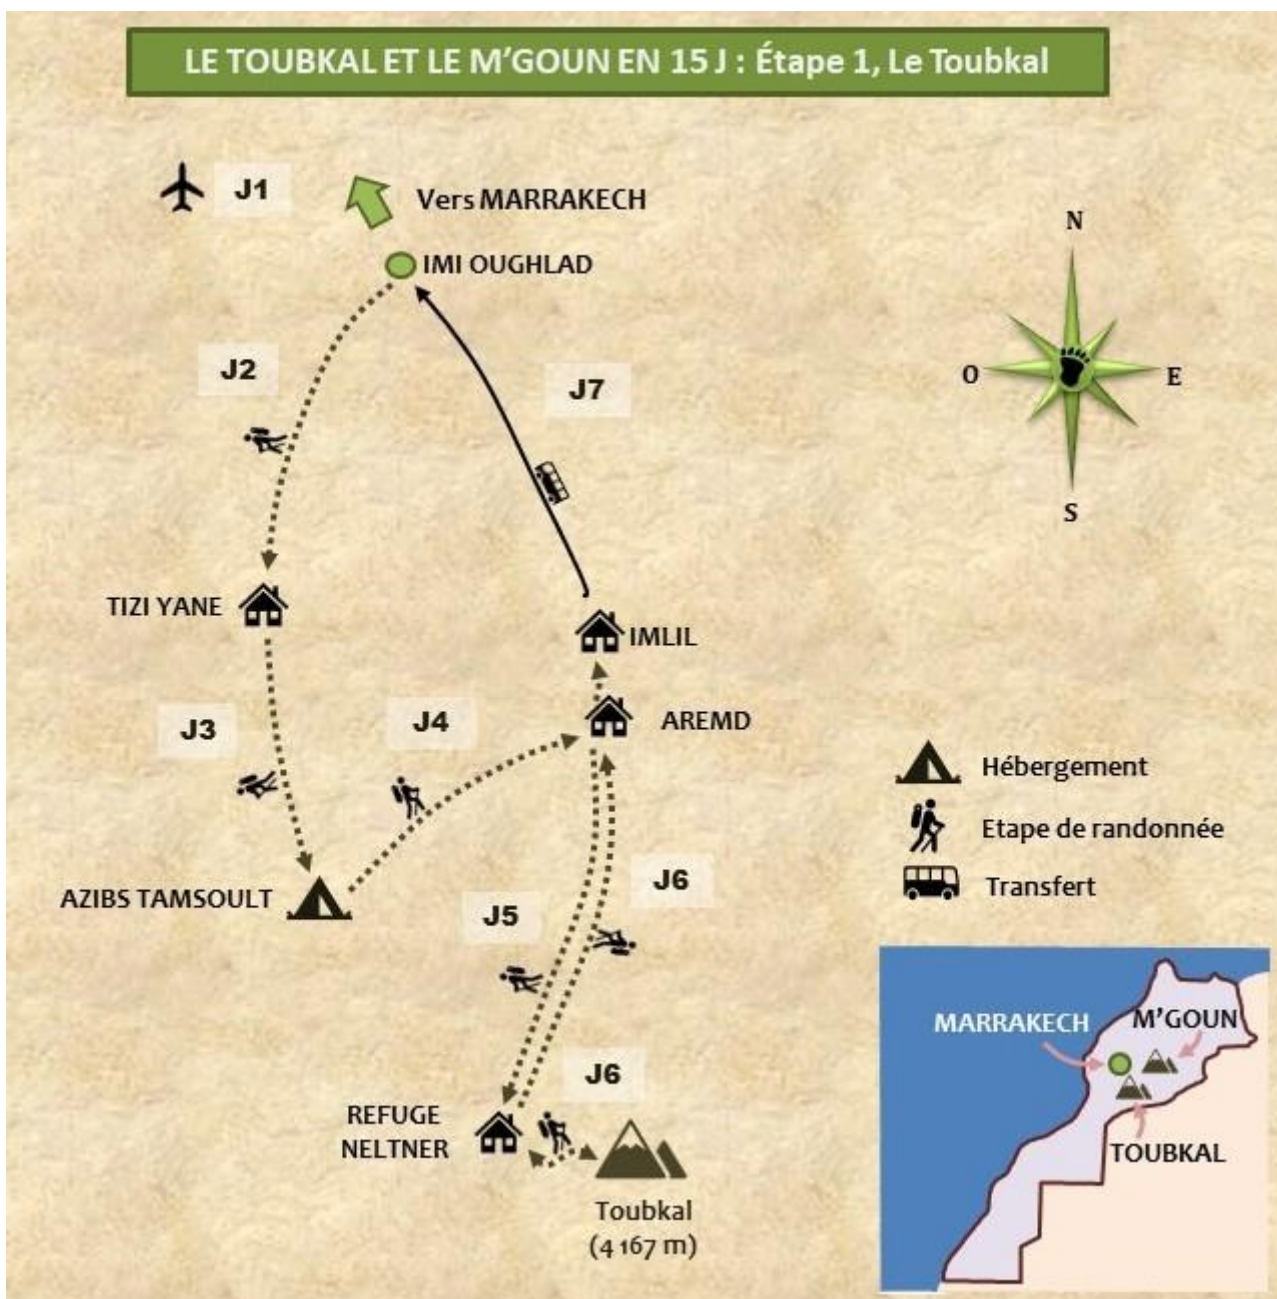 LE TOUBKAL ET LE M'GOUN EN 15 J : Étape 1, Le Toubkal
J1
Vers MARRAKECH
IMI OUGHLAD
N
J2
O
E
J7
S
TIZI YANE
IMLIL
J3
J4
AREMD
Hébergement
Etape de randonnée
Transfert
AZIBS TAMSOULT
J6
J5
MARRAKECH
M'GOUN
TOUBKAL
J6
REFUGE
NELTNER
Toubkal
(4 167 m)